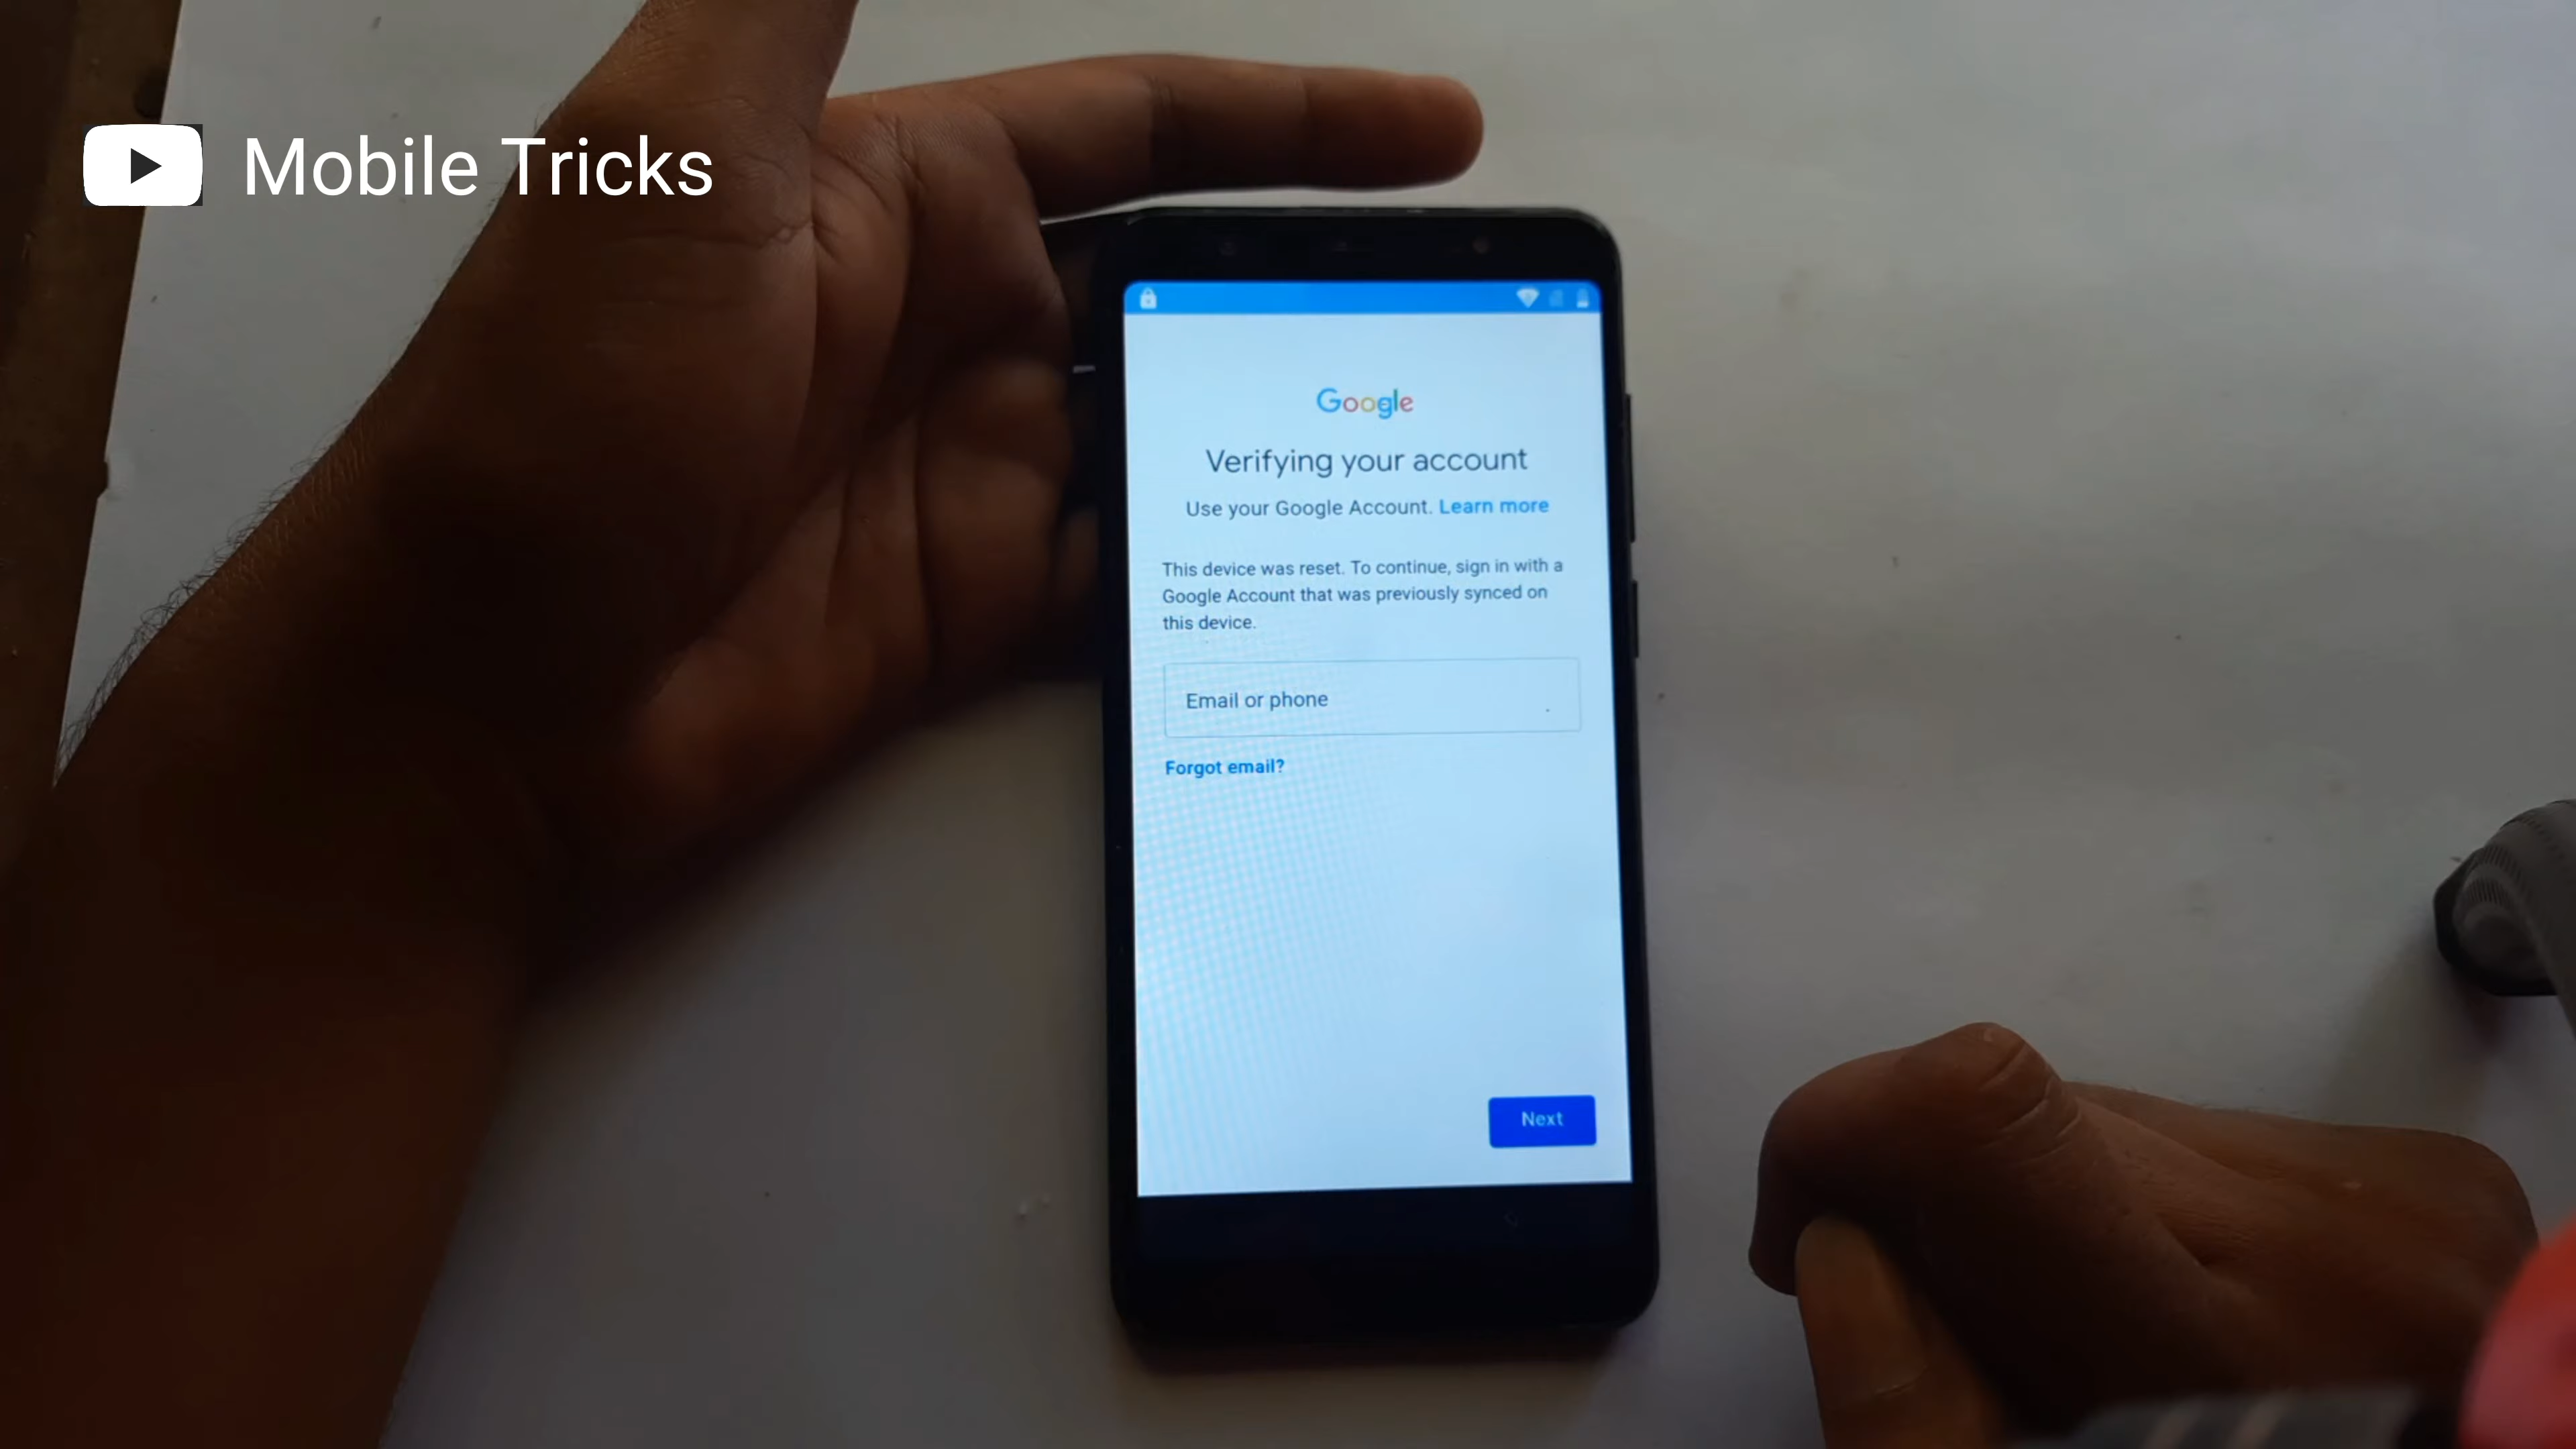 Mobile Tricks
Google
Verifying your account
Use your Google Account. Learn more
This device was reset. To continue, sign in with a
Google Account that was previously synced on
this device.
Email or phone
Forgot email?
Next